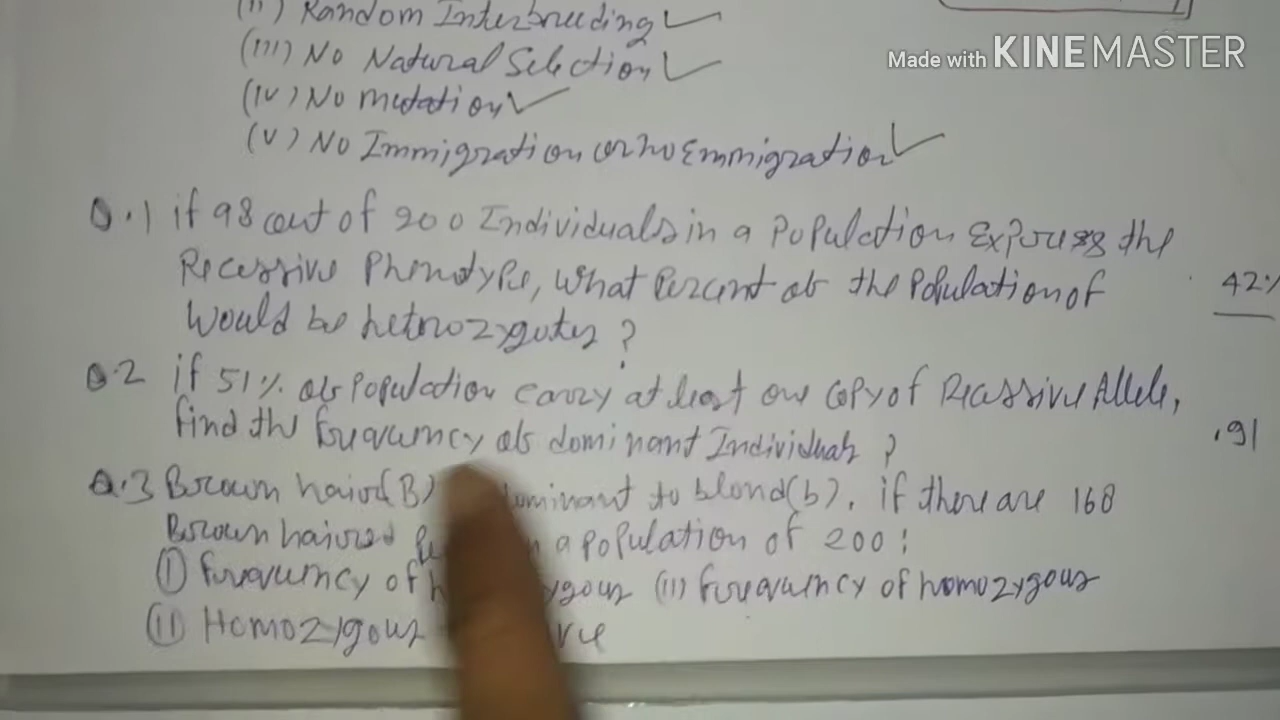 (ii) Random Interbreeding ✓
Made with KINEMASTER
(iii) No Natural Selection ✓
(iv) No mutation ✓
(v) No Immigration or no Emmigration ✓
Q.1 if 98 out of 200 Individuals in a Population Express the
Recessive Phenotype, What Percent of the Population of
42%
Would be hetrozygotes ?
Q.2 if 51% of Population carry at least one Copy of Recessive Allele,
find the frequency of dominant Individuals ?
.91
Q.3 Brown hair(B) dominant to blond(b). if there are 168
Brown haired a Population of 200 :
(i) frequency of (ii) frequency of homozygous
(ii) Homozygous